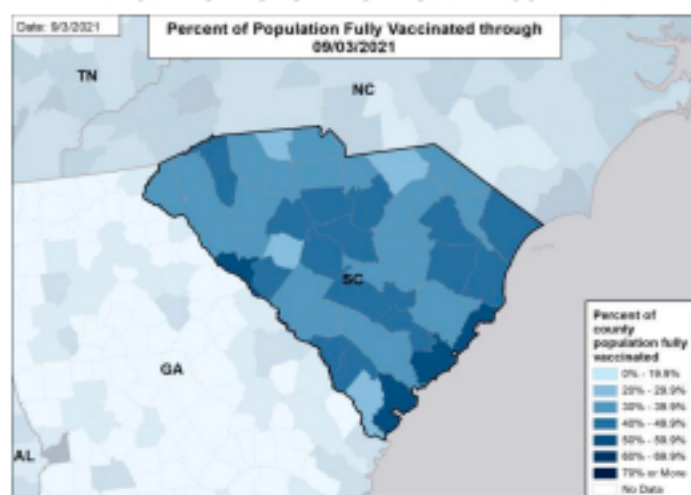 Date: 9/3/2021
Percent of Population Fully Vaccinated through
09/03/2021
TN
NC
SC
GA
AL
Percent of
county
population fully
vaccinated
0% - 19.9%
20% - 29.9%
30% - 39.9%
40% - 49.9%
50% - 59.9%
60% - 69.9%
70% or More
No Data